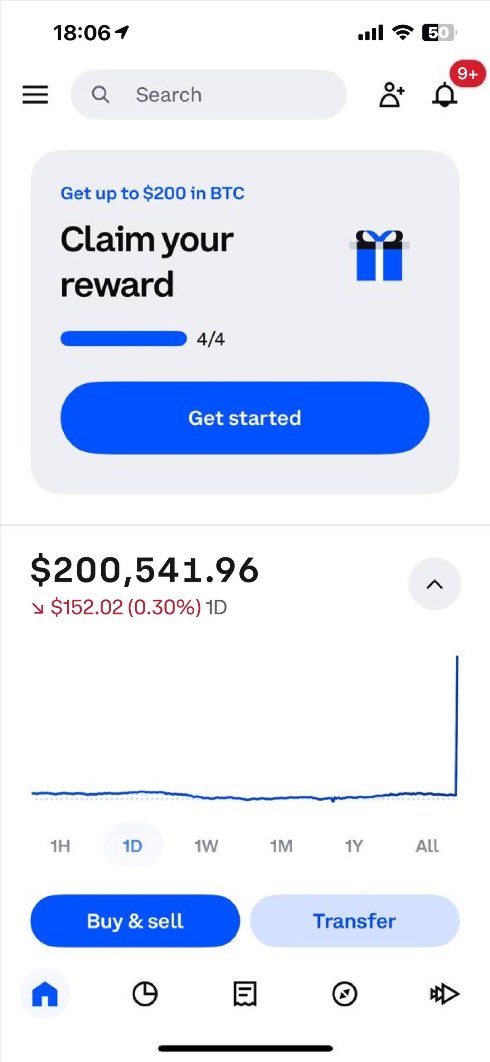 18:06
50
9+
Search
Get up to $200 in BTC
Claim your
reward
4/4
Get started
$200,541.96
↘ $152.02 (0.30%) 1D
1H 1D 1W 1M 1Y All
Buy & sell Transfer